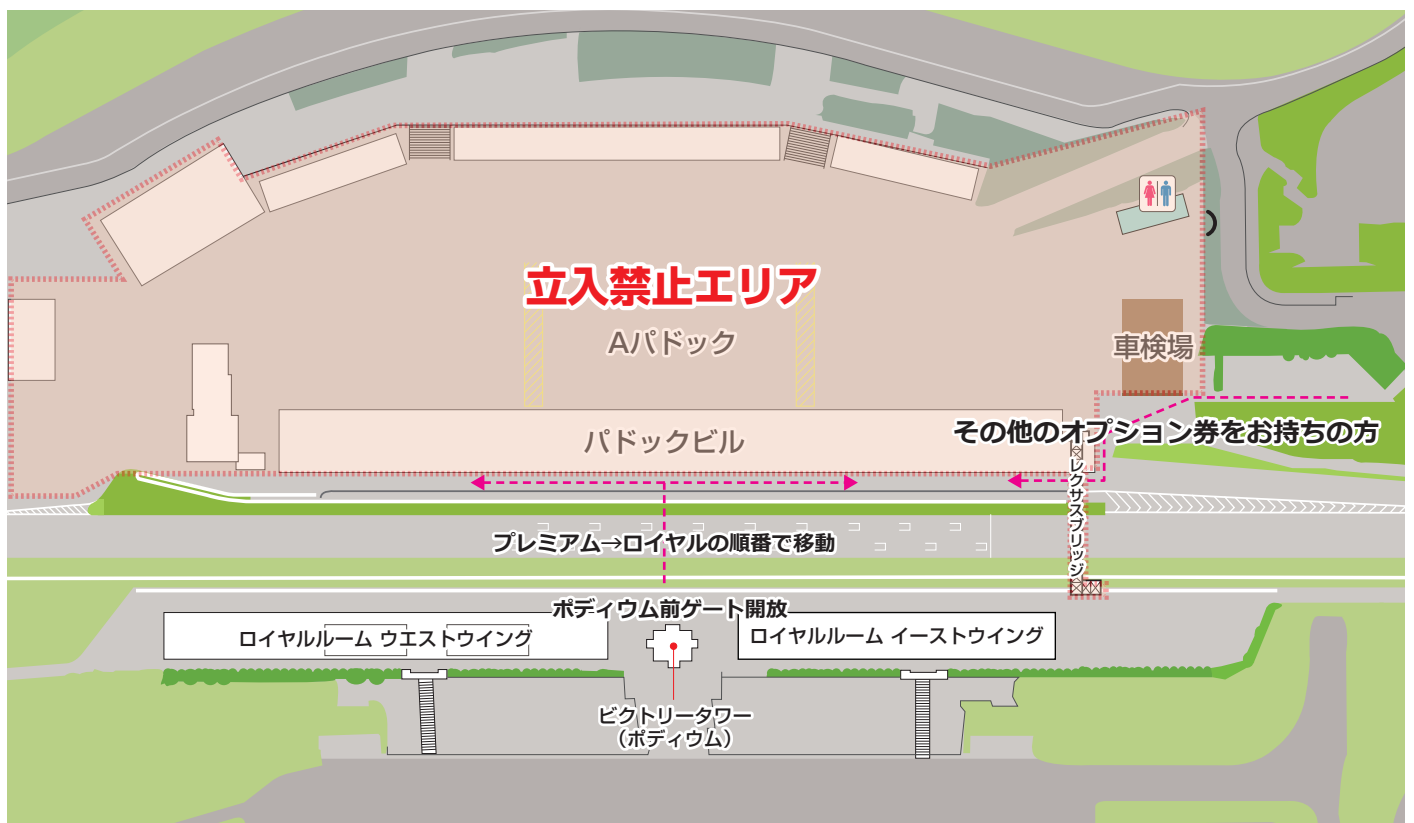 立入禁止エリア
Aパドック
車検場
パドックビル
その他のオプション券をお持ちの方
レクサスブリッジ
プレミアム→ロイヤルの順番で移動
ポディウム前ゲート開放
ロイヤルルーム ウエストウイング
ロイヤルルーム イーストウイング
ビクトリータワー
（ポディウム）